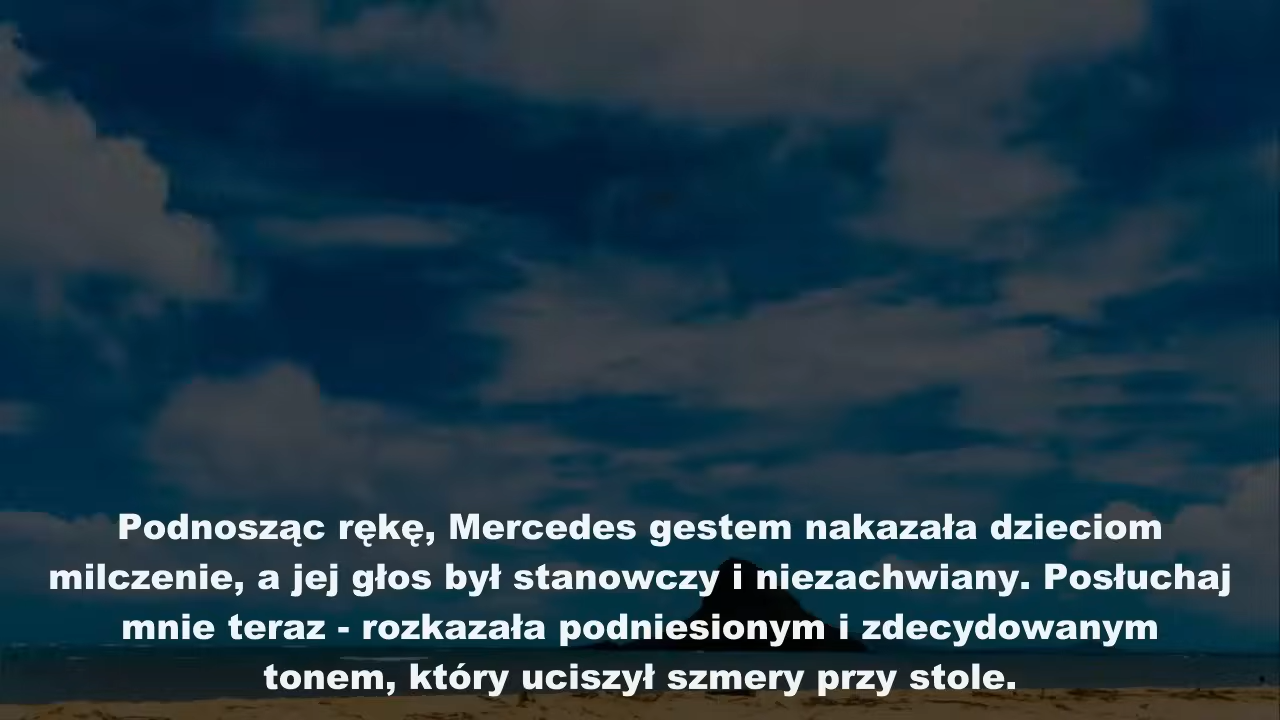 Podnosząc rękę, Mercedes gestem nakazała dzieciom
milczenie, a jej głos był stanowczy i niezachwiany. Posłuchaj
mnie teraz - rozkazała podniesionym i zdecydowanym
tonem, który uciszył szmery przy stole.